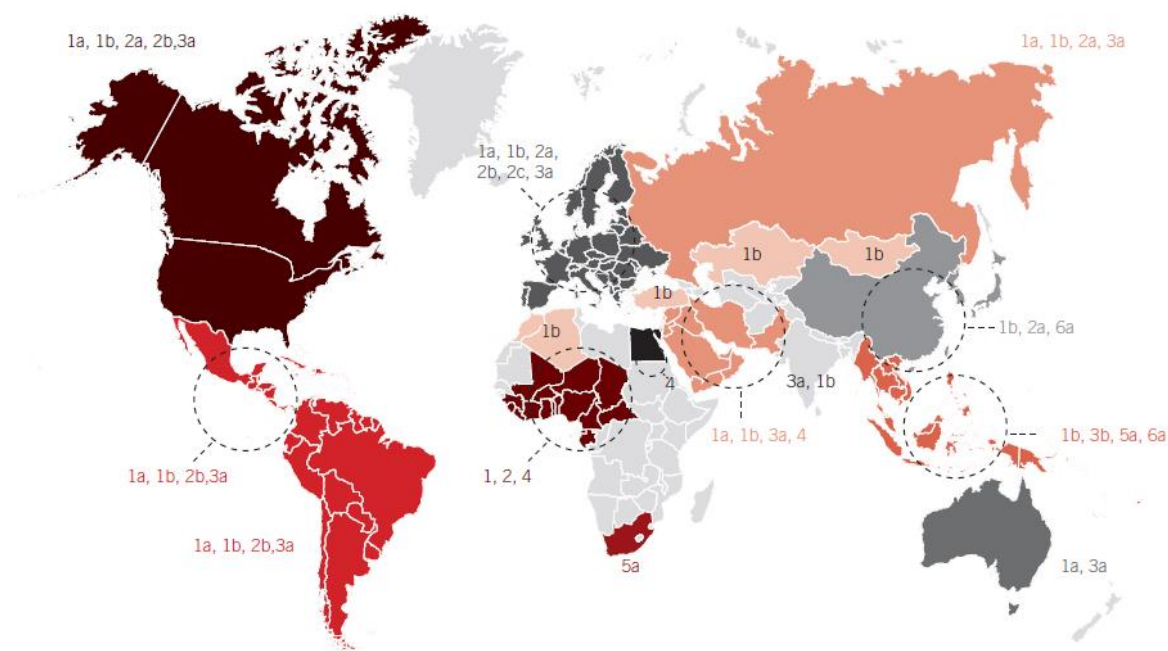 1a, 1b, 2a, 2b,3a
1a, 1b, 2a, 3a
1a, 1b, 2a,
2b, 2c, 3a
1b
1b
1b
1b
1b, 2a, 6a
4
3a, 1b
1a, 1b, 3a, 4
1b, 3b, 5a, 6a
1a, 1b, 2b,3a
1, 2, 4
1a, 1b, 2b,3a
5a
1a, 3a